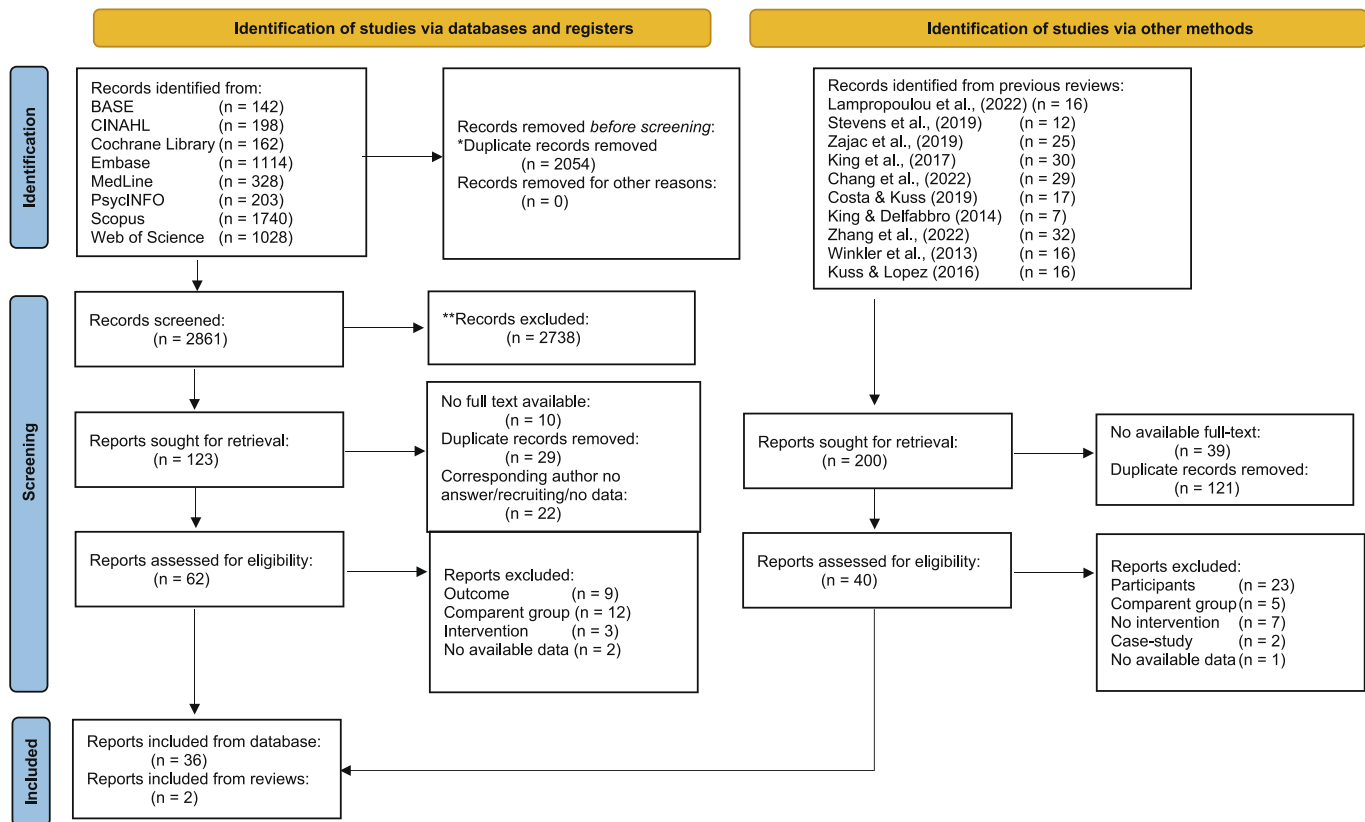 Identification of studies via databases and registers
Identification of studies via other methods
Identification
Records identified from:
BASE (n = 142)
CINAHL (n = 198)
Cochrane Library (n = 162)
Embase (n = 1114)
MedLine (n = 328)
PsycINFO (n = 203)
Scopus (n = 1740)
Web of Science (n = 1028)
Records removed before screening:
*Duplicate records removed
(n = 2054)
Records removed for other reasons:
(n = 0)
Records identified from previous reviews:
Lampropoulou et al., (2022) (n = 16)
Stevens et al., (2019) (n = 12)
Zajac et al., (2019) (n = 25)
King et al., (2017) (n = 30)
Chang et al., (2022) (n = 29)
Costa & Kuss (2019) (n = 17)
King & Delfabbro (2014) (n = 7)
Zhang et al., (2022) (n = 32)
Winkler et al., (2013) (n = 16)
Kuss & Lopez (2016) (n = 16)
Screening
Records screened:
(n = 2861)
**Records excluded:
(n = 2738)
Reports sought for retrieval:
(n = 123)
No full text available:
(n = 10)
Duplicate records removed:
(n = 29)
Corresponding author no
answer/recruiting/no data:
(n = 22)
Reports sought for retrieval:
(n = 200)
No available full-text:
(n = 39)
Duplicate records removed:
(n = 121)
Reports assessed for eligibility:
(n = 62)
Reports excluded:
Outcome (n = 9)
Comparent group (n = 12)
Intervention (n = 3)
No available data (n = 2)
Reports assessed for eligibility:
(n = 40)
Reports excluded:
Participants (n = 23)
Comparent group (n = 5)
No intervention (n = 7)
Case-study (n = 2)
No available data (n = 1)
Included
Reports included from database:
(n = 36)
Reports included from reviews:
(n = 2)